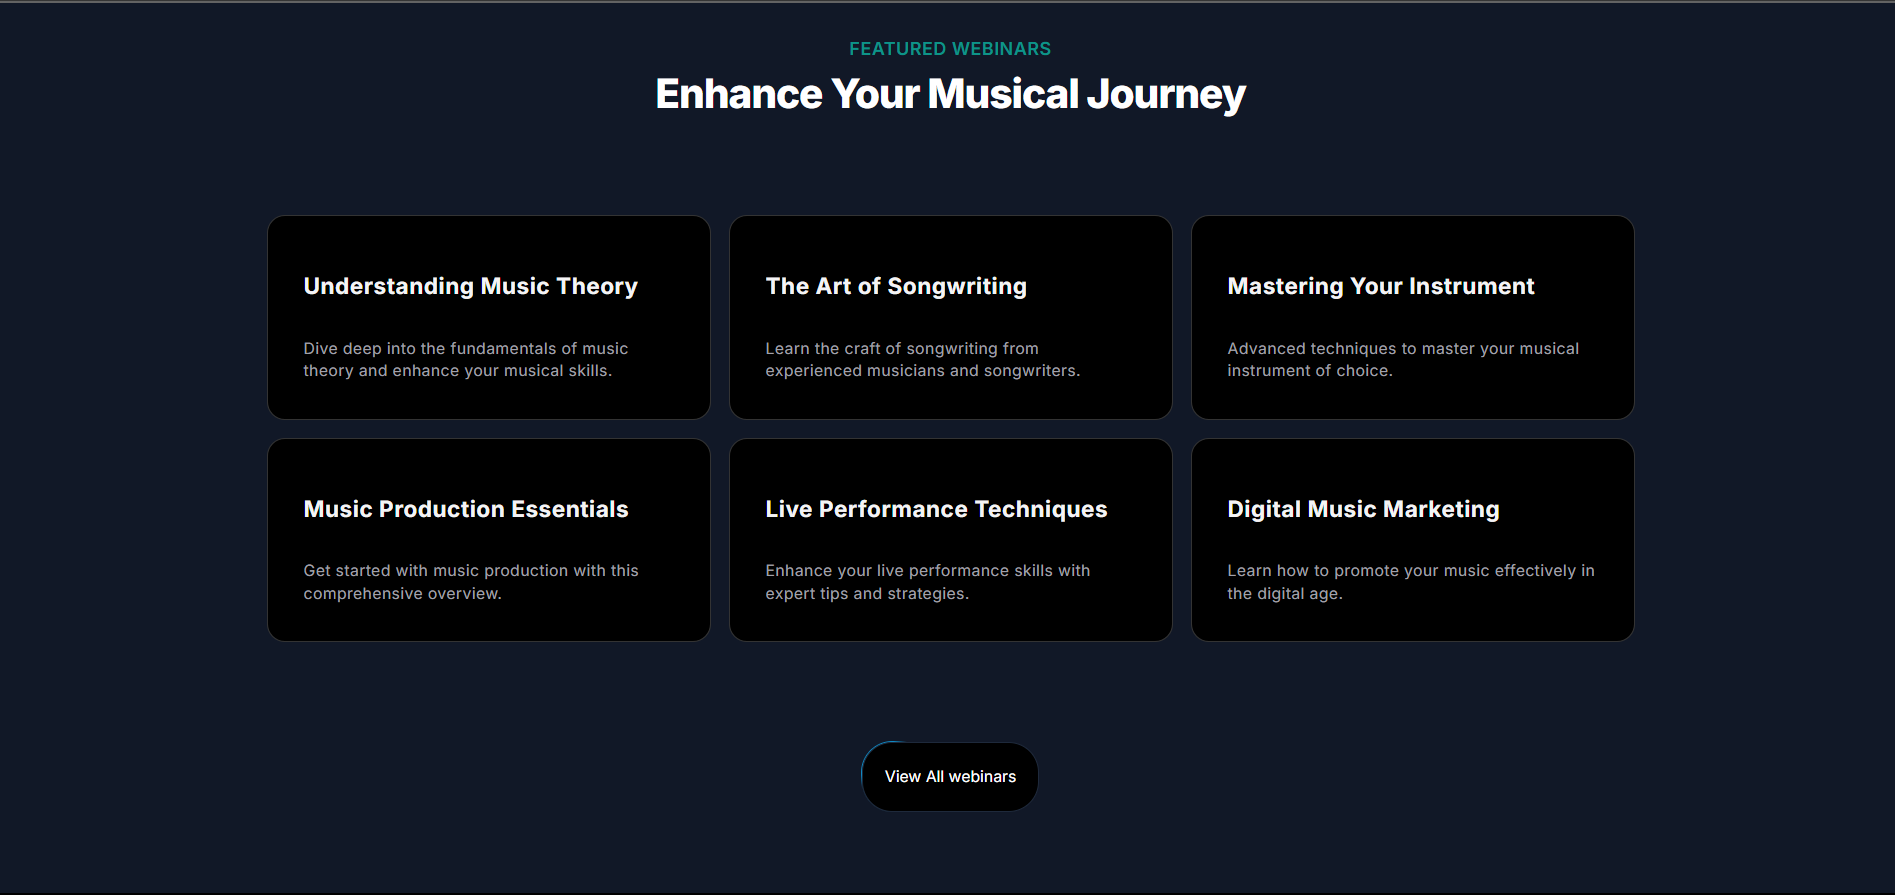 FEATURED WEBINARS
Enhance Your Musical Journey
Understanding Music Theory
Dive deep into the fundamentals of music
theory and enhance your musical skills.
The Art of Songwriting
Learn the craft of songwriting from
experienced musicians and songwriters.
Mastering Your Instrument
Advanced techniques to master your musical
instrument of choice.
Music Production Essentials
Get started with music production with this
comprehensive overview.
Live Performance Techniques
Enhance your live performance skills with
expert tips and strategies.
Digital Music Marketing
Learn how to promote your music effectively in
the digital age.
View All webinars